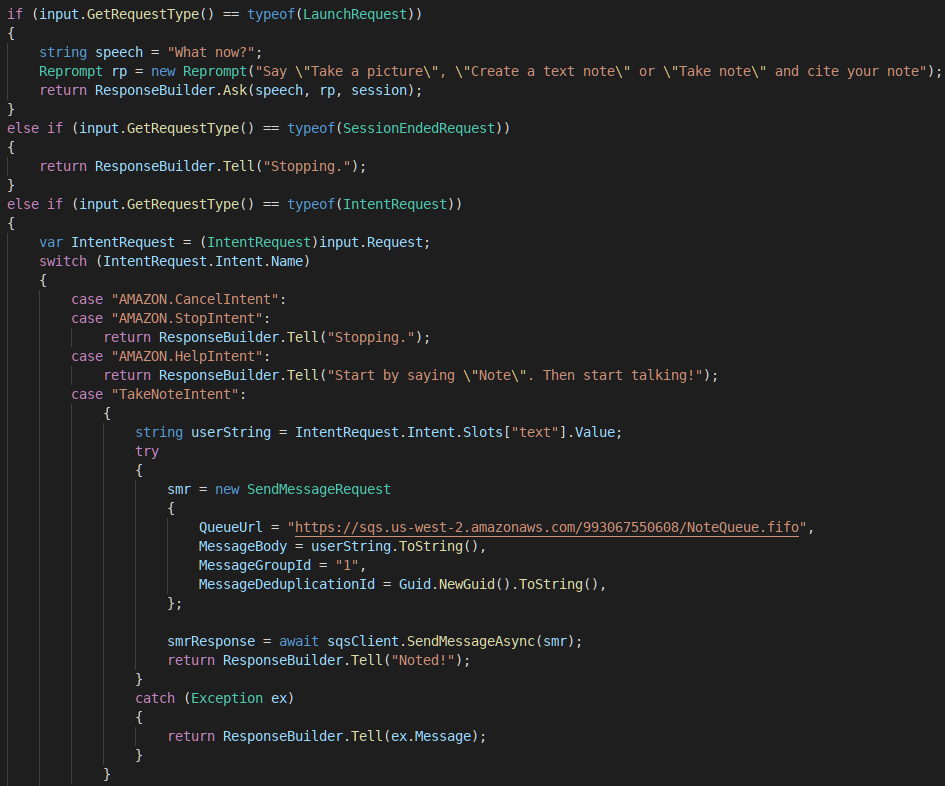 if (input.GetRequestType() == typeof(LaunchRequest))
{
    string speech = "What now?";
    Reprompt rp = new Reprompt("Say \"Take a picture\", \"Create a text note\" or \"Take note\" and cite your note");
    return ResponseBuilder.Ask(speech, rp, session);
}
else if (input.GetRequestType() == typeof(SessionEndedRequest))
{
    return ResponseBuilder.Tell("Stopping.");
}
else if (input.GetRequestType() == typeof(IntentRequest))
{
    var IntentRequest = (IntentRequest)input.Request;
    switch (IntentRequest.Intent.Name)
    {
        case "AMAZON.CancelIntent":
        case "AMAZON.StopIntent":
            return ResponseBuilder.Tell("Stopping.");
        case "AMAZON.HelpIntent":
            return ResponseBuilder.Tell("Start by saying \"Note\". Then start talking!");
        case "TakeNoteIntent":
            {
                string userString = IntentRequest.Intent.Slots["text"].Value;
                try
                {
                    smr = new SendMessageRequest
                    {
                        QueueUrl = "https://sqs.us-west-2.amazonaws.com/993067550608/NoteQueue.fifo",
                        MessageBody = userString.ToString(),
                        MessageGroupId = "1",
                        MessageDeduplicationId = Guid.NewGuid().ToString(),
                    };

                    smrResponse = await sqsClient.SendMessageAsync(smr);
                    return ResponseBuilder.Tell("Noted!");
                }
                catch (Exception ex)
                {
                    return ResponseBuilder.Tell(ex.Message);
                }
            }